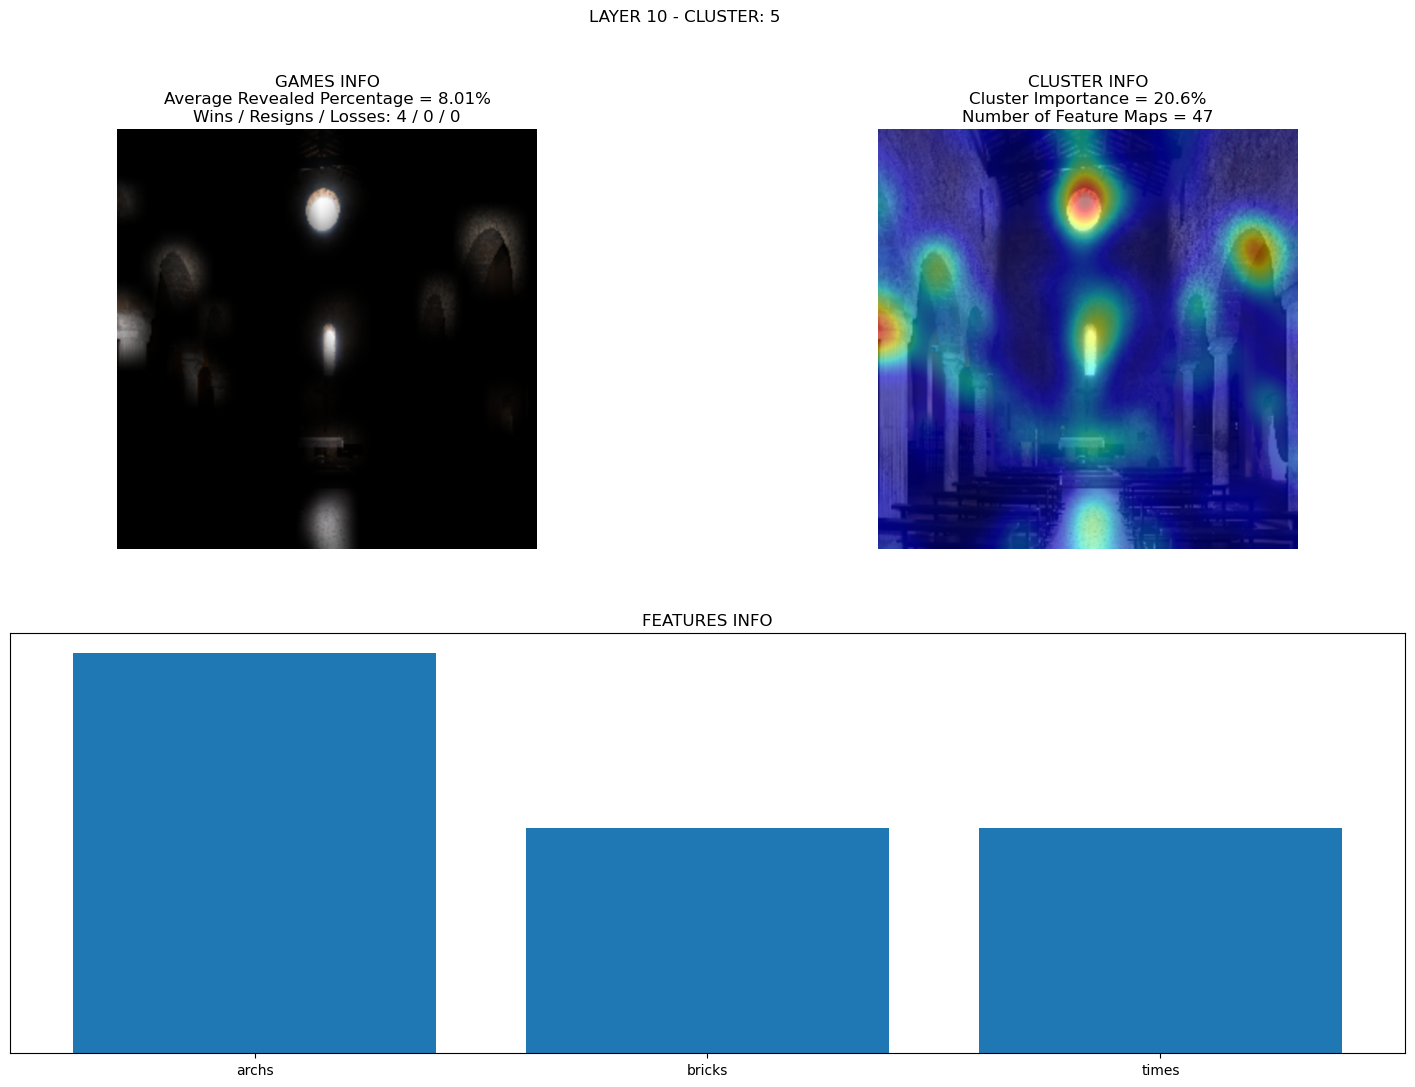 LAYER 10 - CLUSTER: 5
GAMES INFO
Average Revealed Percentage = 8.01%
Wins / Resigns / Losses: 4 / 0 / 0
CLUSTER INFO
Cluster Importance = 20.6%
Number of Feature Maps = 47
FEATURES INFO
archs
bricks
times